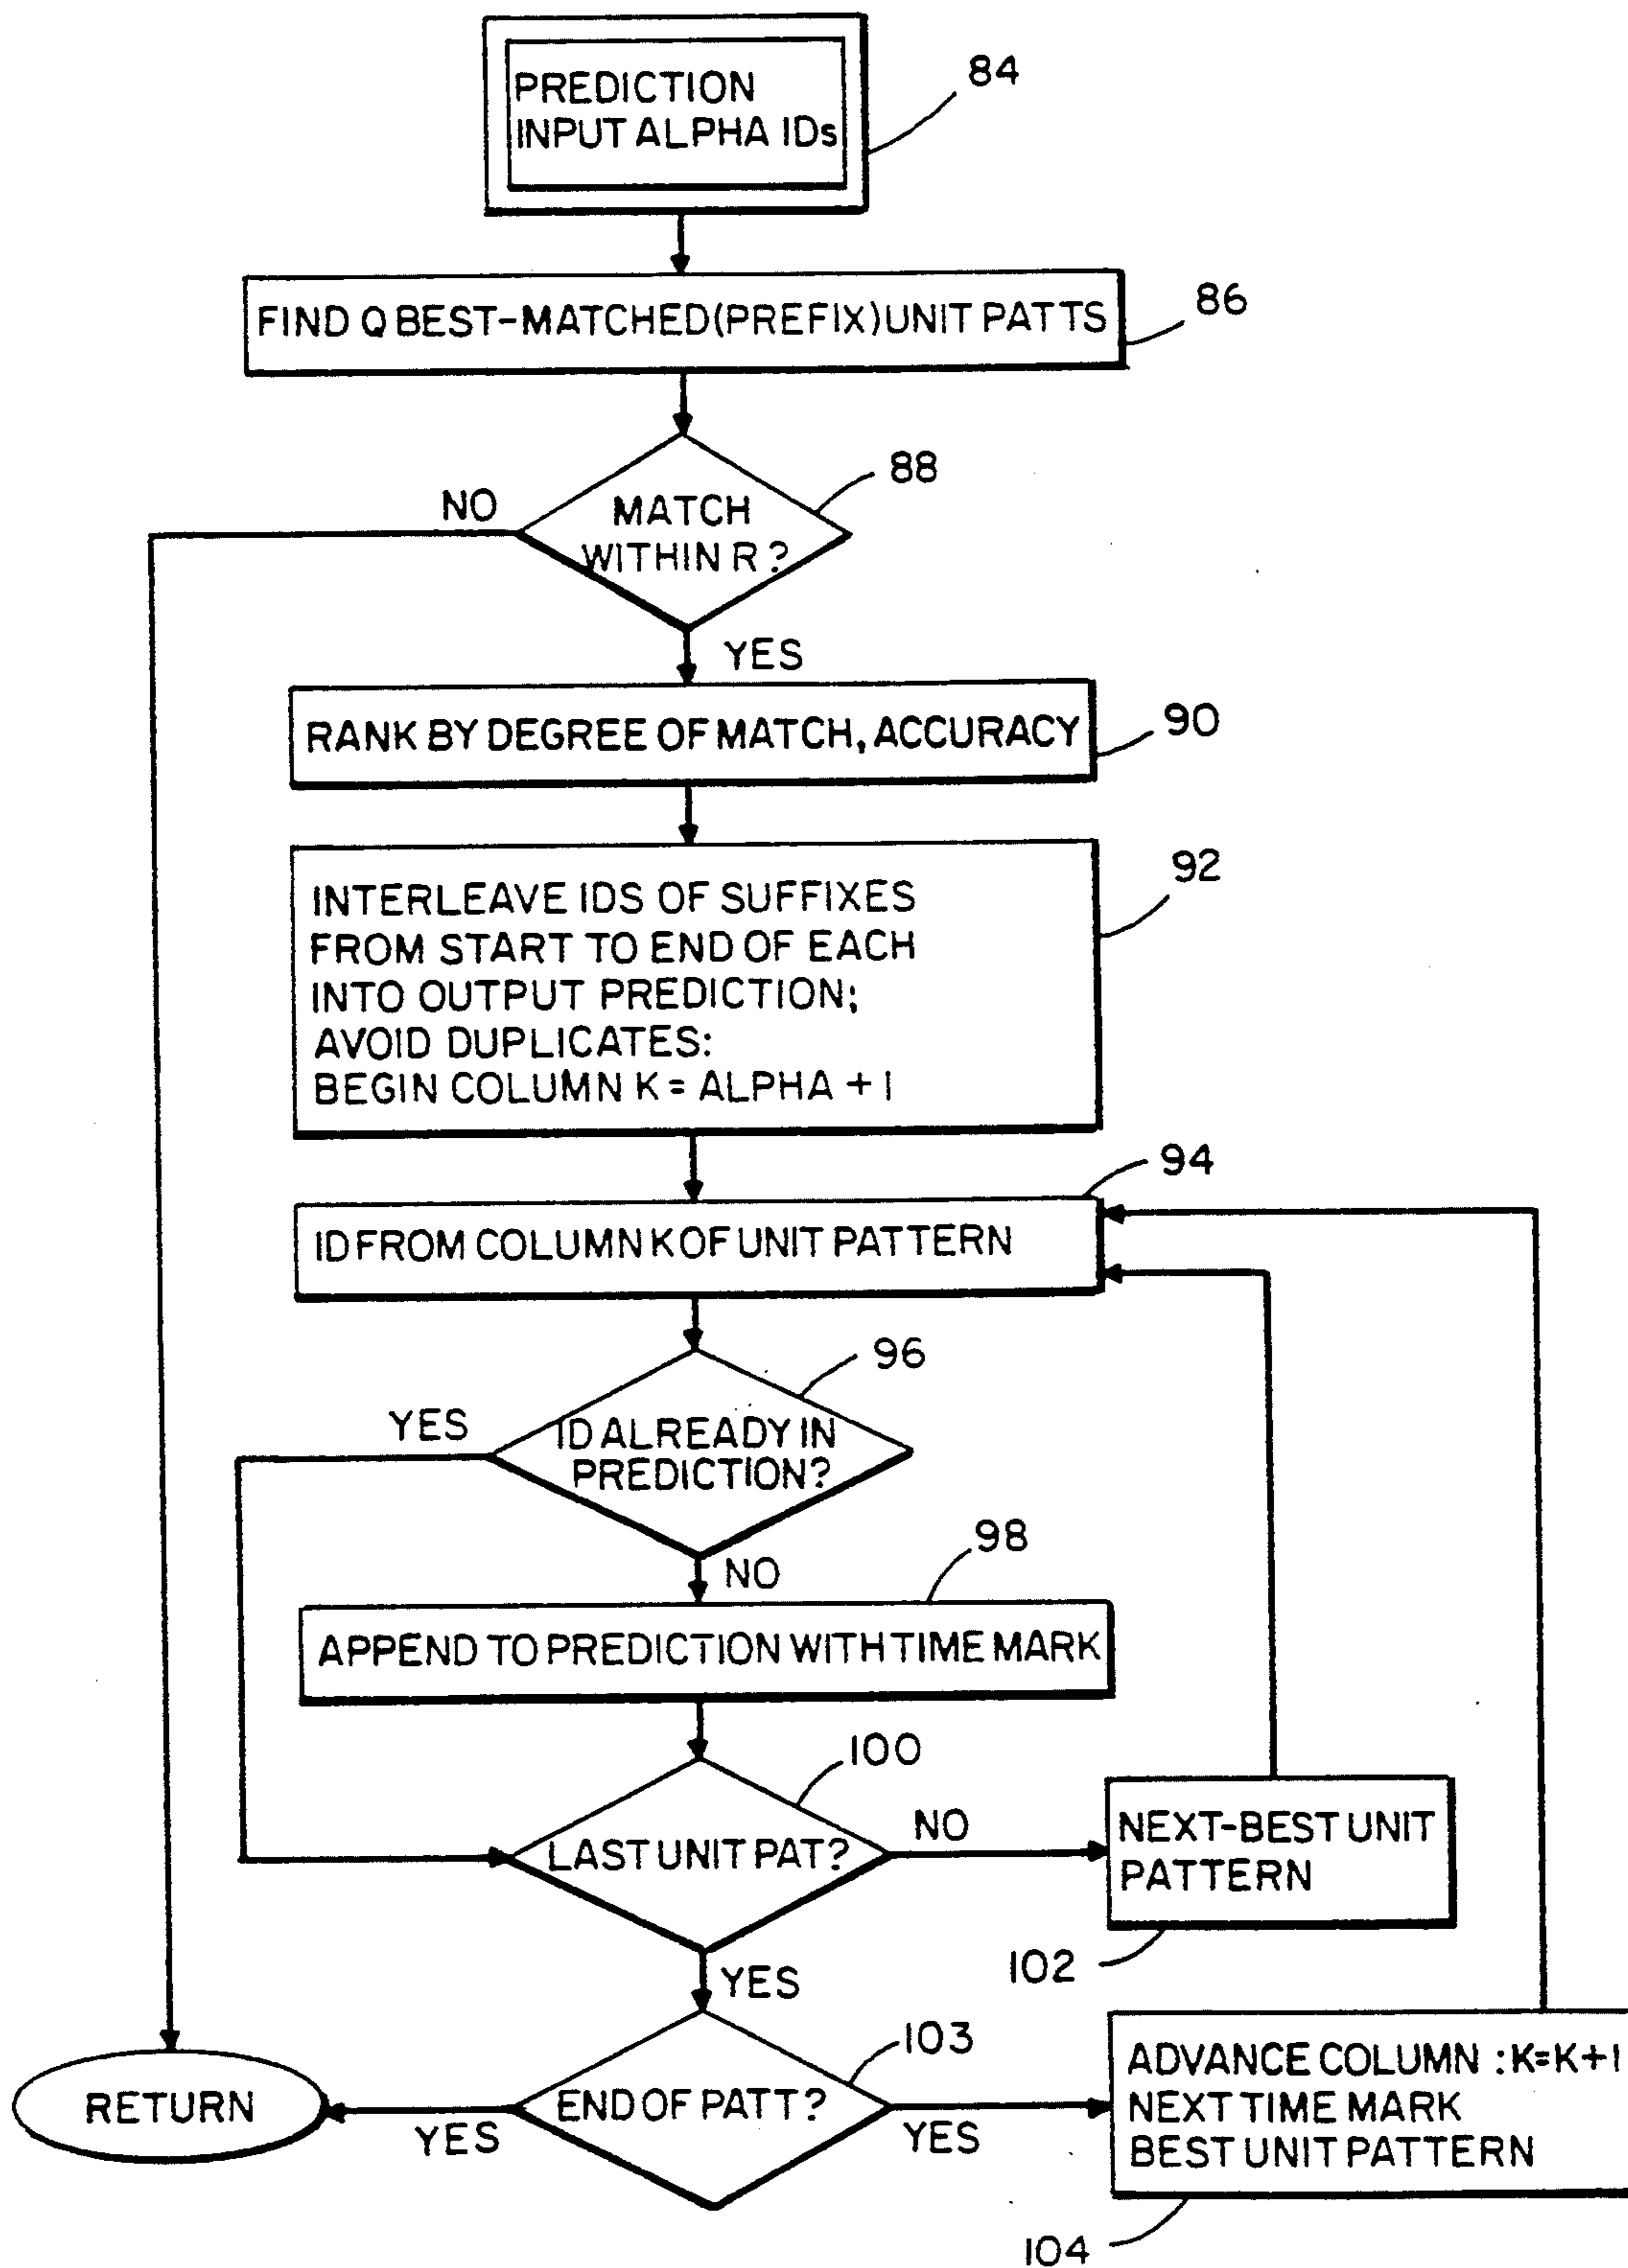 PREDICTION
INPUT ALPHA IDs
84
FIND Q BEST-MATCHED(PREFIX)UNIT PATTS
86
88
NO
MATCH
WITHIN R?
YES
RANK BY DEGREE OF MATCH, ACCURACY
90
92
INTERLEAVE IDS OF SUFFIXES
FROM START TO END OF EACH
INTO OUTPUT PREDICTION;
AVOID DUPLICATES:
BEGIN COLUMN K = ALPHA + 1
94
ID FROM COLUMN K OF UNIT PATTERN
96
YES
ID ALREADY IN
PREDICTION?
98
NO
APPEND TO PREDICTION WITH TIME MARK
100
LAST UNIT PAT?
NO
NEXT-BEST UNIT
PATTERN
102
YES
103
RETURN
YES
END OF PATT?
YES
ADVANCE COLUMN :K=K+1
NEXT TIME MARK
BEST UNIT PATTERN
104